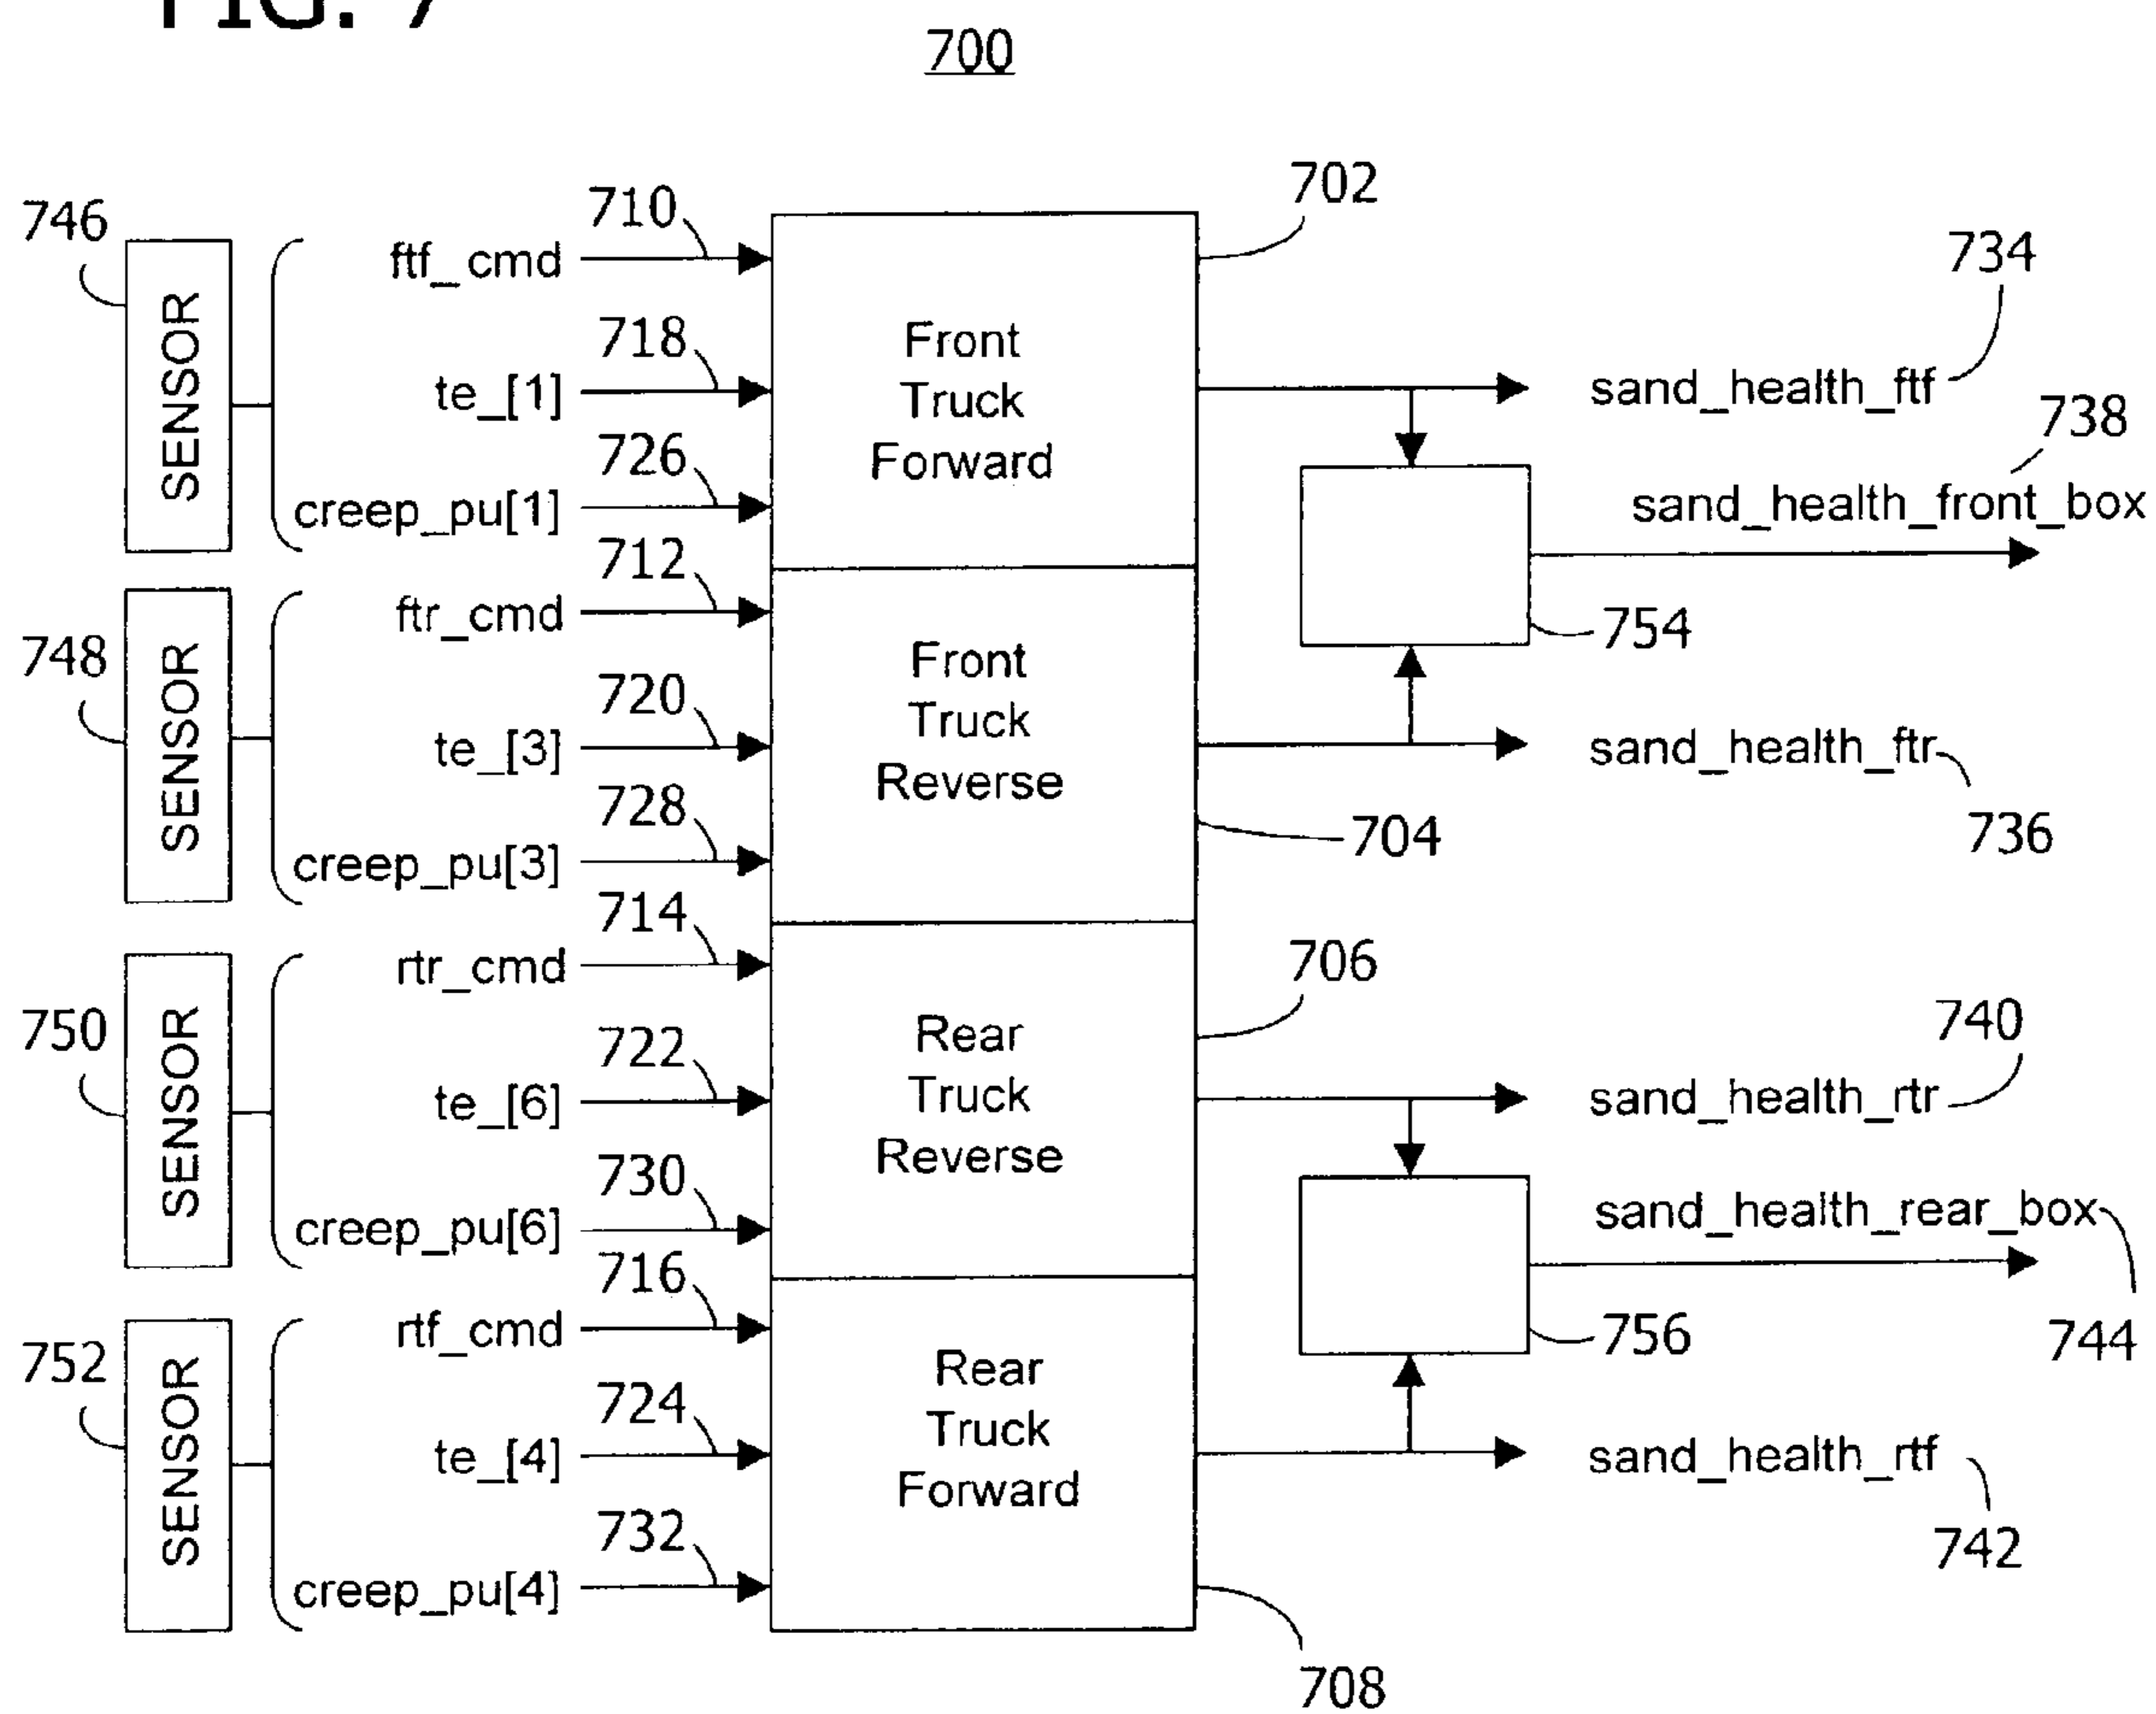 FIG. 7
700
746
SENSOR
ftf_cmd
710
te_[1]
718
creep_pu[1]
726
Front
Truck
Forward
702
sand_health_ftf
734
738
sand_health_front_box
754
748
SENSOR
ftr_cmd
712
te_[3]
720
creep_pu[3]
728
Front
Truck
Reverse
704
sand_health_ftr
736
750
SENSOR
rtr_cmd
714
te_[6]
722
creep_pu[6]
730
Rear
Truck
Reverse
706
sand_health_rtr
740
sand_health_rear_box
744
756
752
SENSOR
rtf_cmd
716
te_[4]
724
creep_pu[4]
732
Rear
Truck
Forward
708
sand_health_rtf
742